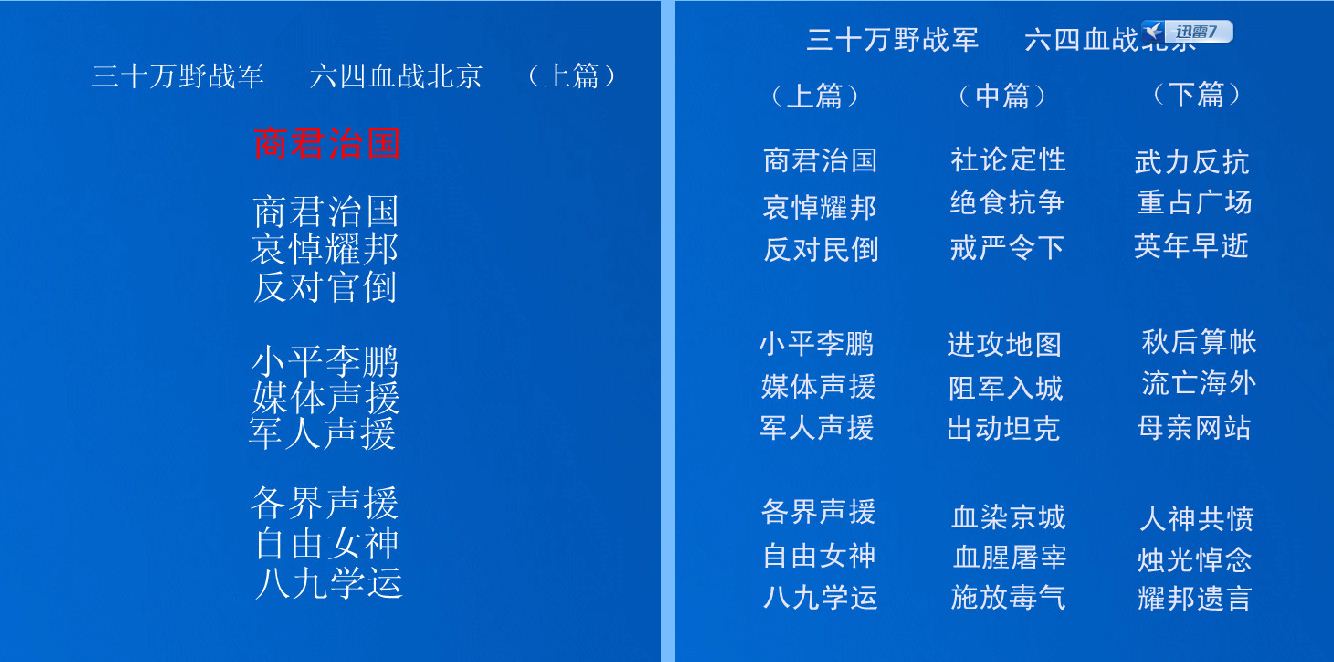 三十万野战军 六四血战北京 （上篇）
商君治国
商君治国
哀悼耀邦
反对官倒
小平李鹏
媒体声援
军人声援
各界声援
自由女神
八九学运
三十万野战军 六四血战北京
迅雷7
（上篇） （中篇） （下篇）
商君治国 社论定性 武力反抗
哀悼耀邦 绝食抗争 重占广场
反对民倒 戒严令下 英年早逝
小平李鹏 进攻地图 秋后算帐
媒体声援 阻军入城 流亡海外
军人声援 出动坦克 母亲网站
各界声援 血染京城 人神共愤
自由女神 血腥屠宰 烛光悼念
八九学运 施放毒气 耀邦遗言